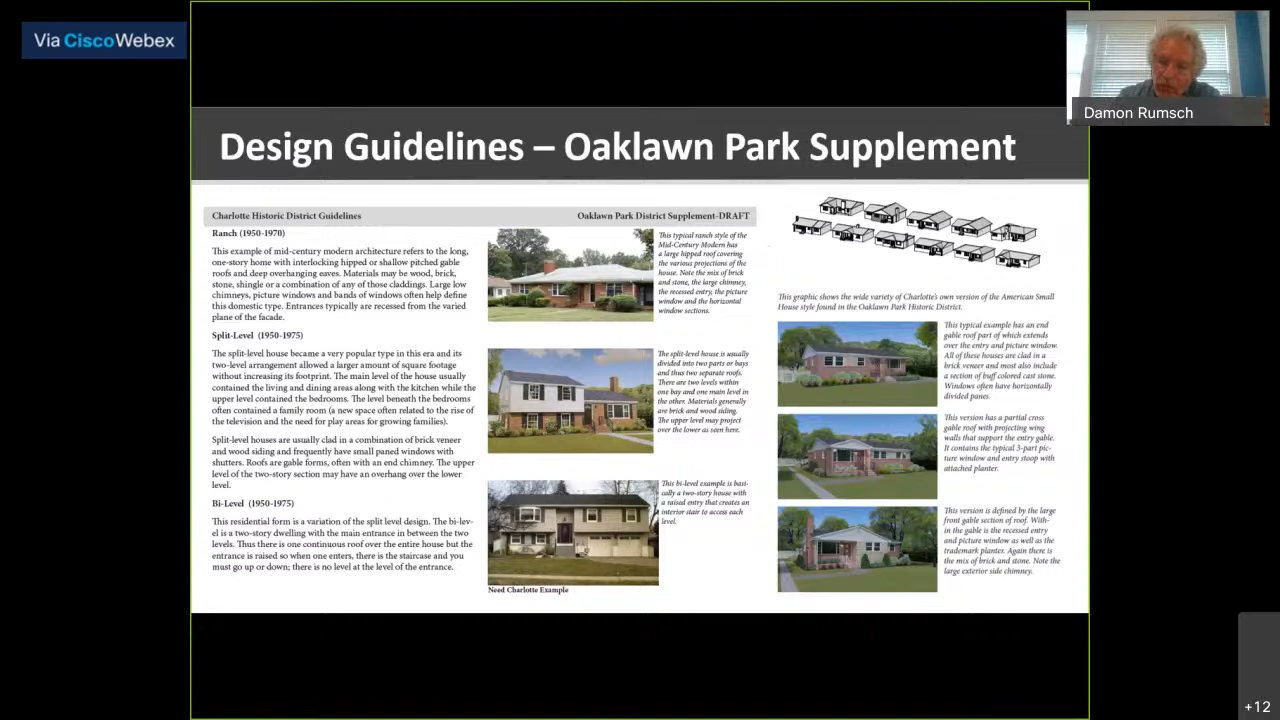 Via CiscoWebex
Damon Rumsch
Design Guidelines – Oaklawn Park Supplement
Charlotte Historic District Guidelines
Oaklawn Park District Supplement-DRAFT
Ranch (1950-1970)
This example of mid-century modern architecture refers to the long,
one-story home with interlocking hipped or shallow pitched gable
roofs and deep overhanging eaves. Materials may be wood, brick,
stone, shingle or a combination of any of those claddings. Large low
chimneys, picture windows and bands of windows often help define
this domestic type. Entrances typically are recessed from the varied
plane of the facade.
Split-Level (1950-1975)
The split-level house became a very popular type in this era and its
two-level arrangement allowed a larger amount of square footage
without increasing its footprint. The main level of the house usually
contained the living and dining areas along with the kitchen while the
upper level contained the bedrooms. The level beneath the bedrooms
often contained a family room (a new space often related to the rise of
the television and the need for play areas for growing families).
Split-level houses are usually clad in a combination of brick veneer
and wood siding and frequently have small paned windows with
shutters. Roofs are gable forms, often with an end chimney. The upper
level of the two-story section may have an overhang over the lower
level.
Bi-Level (1950-1975)
This residential form is a variation of the split level design. The bi-lev-
el is a two-story dwelling with the main entrance in between the two
levels. Thus there is one continuous roof over the entire house but the
entrance is raised so when one enters, there is the staircase and you
must go up or down; there is no level at the level of the entrance.
This typical ranch style of the
Mid-Century Modern has
a large hipped roof covering
the various projections of the
house. Note the mix of brick
and stone, the large chimney,
the recessed entry, the picture
window and the horizontal
window sections.
The split-level house is usually
divided into two parts or bays
and thus two separate roofs.
There are two levels within
one bay and one main level in
the other. Materials generally
are brick and wood siding.
The upper level may project
over the lower as seen here.
This bi-level example is basi-
cally a two-story house with
a raised entry that creates an
interior stair to access each
level.
Need Charlotte Example
This graphic shows the wide variety of Charlotte's own version of the American Small
House style found in the Oaklawn Park Historic District.
This typical example has an end
gable roof part of which extends
over the entry and picture window.
All of these houses are clad in a
brick veneer and most also include
a section of buff colored cast stone.
Windows often have horizontally
divided panes.
This version has a partial cross
gable roof with projecting wing
walls that support the entry gable.
It contains the typical 3-part pic-
ture window and entry stoop with
attached planter.
This version is defined by the large
front gable section of roof. With-
in the gable is the recessed entry
and picture window as well as the
trademark planter. Again there is
the mix of brick and stone. Note the
large exterior side chimney.
+12